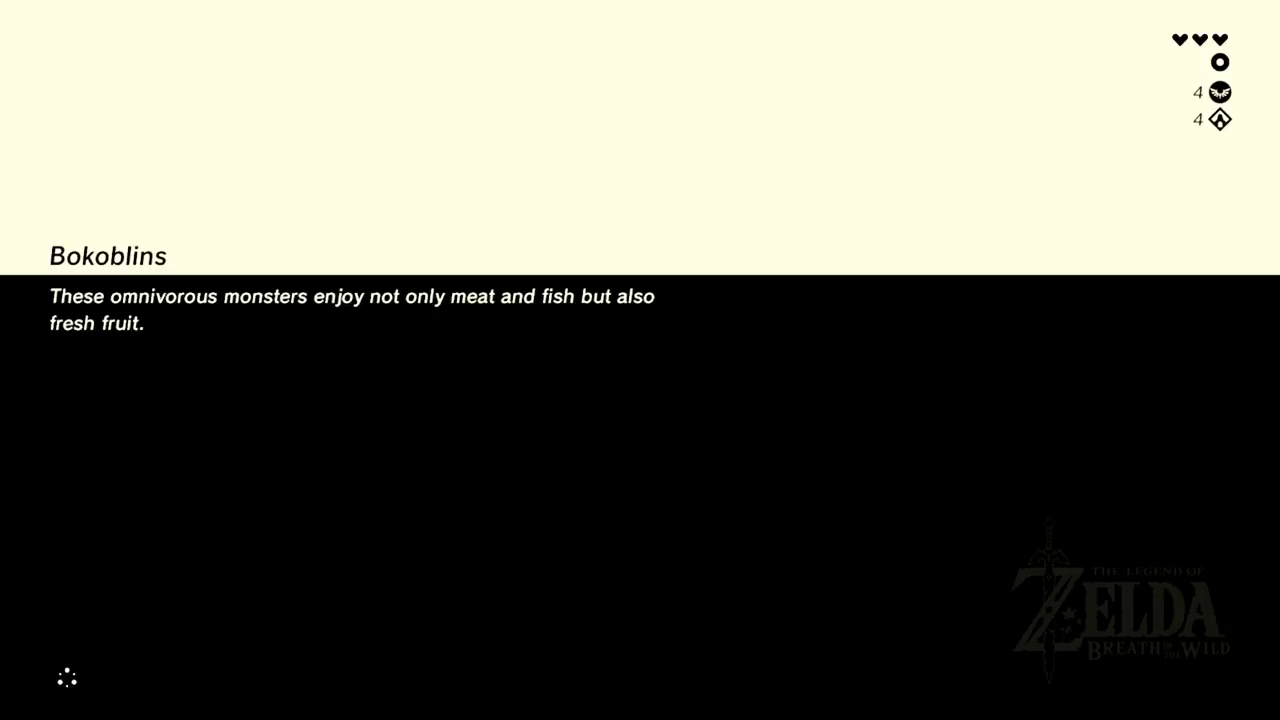 4
4
Bokoblins
These omnivorous monsters enjoy not only meat and fish but also
fresh fruit.
THE LEGEND OF
ZELDA
BREATH OF THE WILD